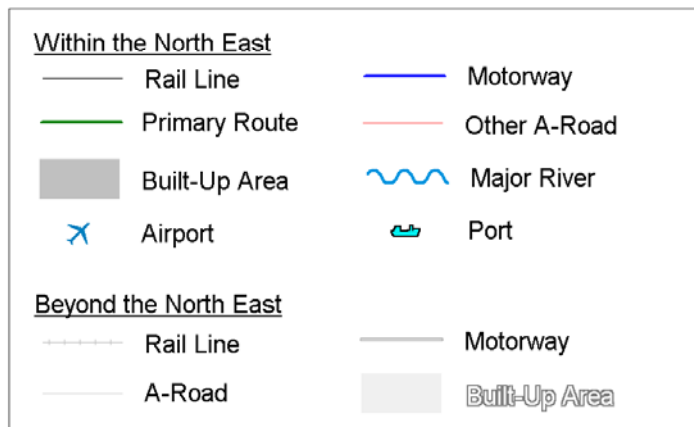 Within the North East
Rail Line
Motorway
Primary Route
Other A-Road
Built-Up Area
Major River
Airport
Port
Beyond the North East
Rail Line
Motorway
A-Road
Built-Up Area